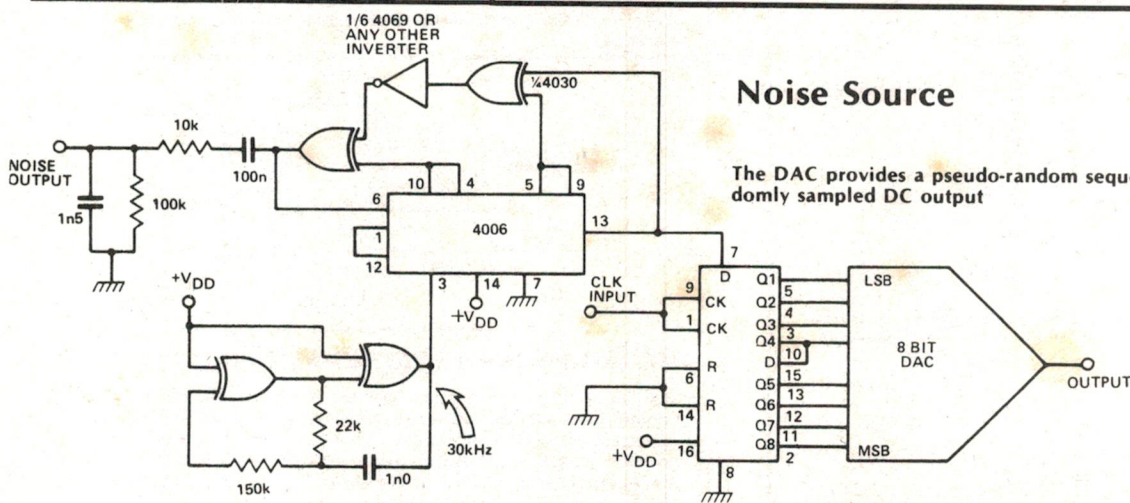 1/6 4069 OR
ANY OTHER
INVERTER
¼4030
Noise Source
The DAC provides a pseudo-random sequ
domly sampled DC output
10k
NOISE
OUTPUT
100n
1n5
100k
10
4
5
9
6
4006
13
1
12
3
14
7
+VDD
+VDD
CLK
INPUT
7
D
9
CK
1
CK
R
6
R
14
+VDD
16
8
Q1
5
Q2
4
Q3
3
Q4
D
10
Q5
15
Q6
13
Q7
12
Q8
11
2
LSB
8 BIT
DAC
MSB
OUTPUT
22k
30kHz
150k
1n0